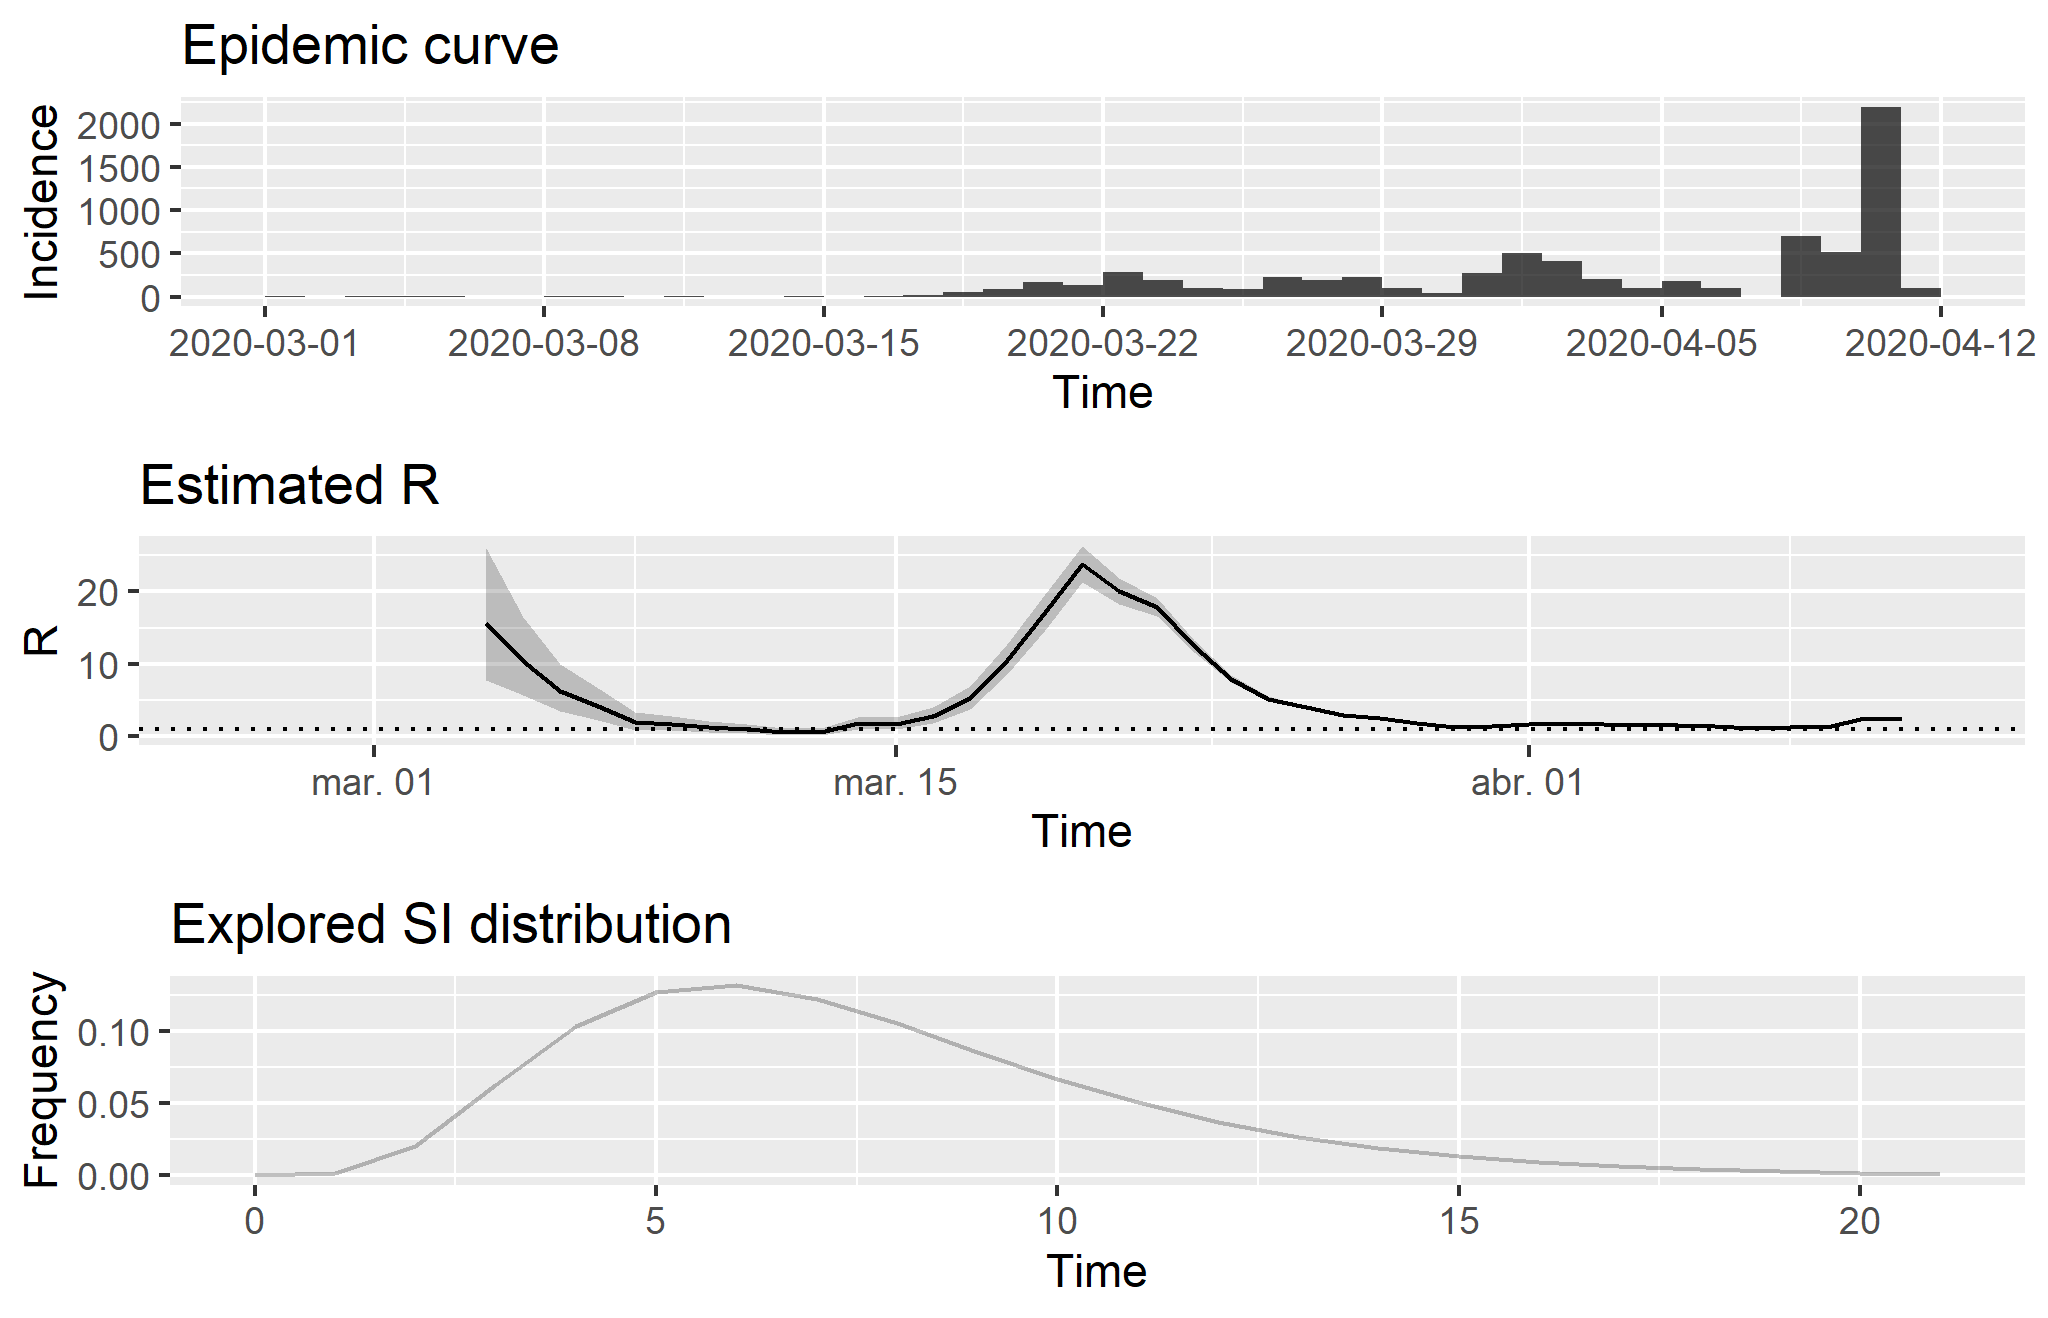 Epidemic curve
Incidence
2000
1500
1000
500
0
2020-03-01 2020-03-08 2020-03-15 2020-03-22 2020-03-29 2020-04-05 2020-04-12
Time
Estimated R
R
20
10
0
mar. 01 mar. 15 abr. 01
Time
Explored SI distribution
Frequency
0.10
0.05
0.00
0 5 10 15 20
Time